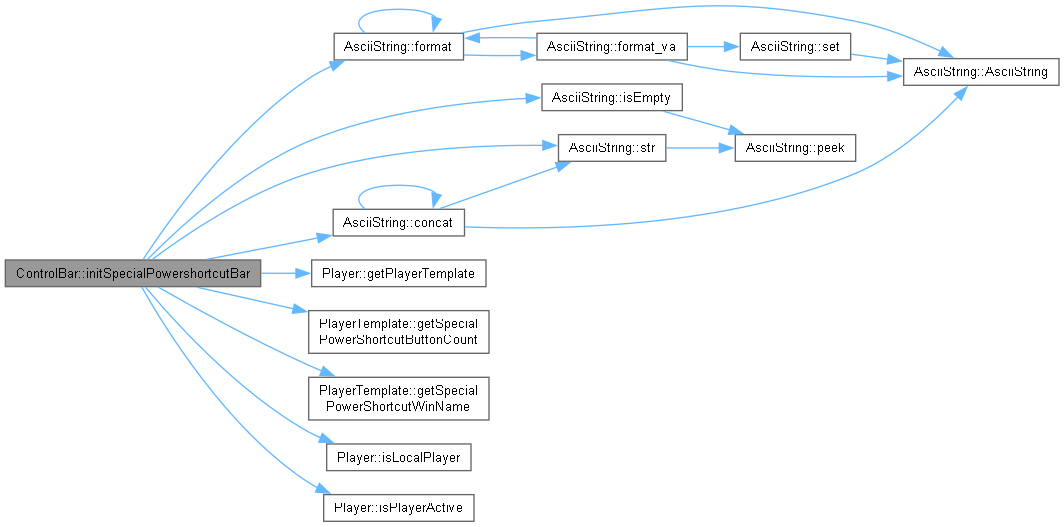 AsciiString::format
AsciiString::format_va
AsciiString::set
AsciiString::AsciiString
AsciiString::isEmpty
AsciiString::str
AsciiString::peek
AsciiString::concat
ControlBar::initSpecialPowershortcutBar
Player::getPlayerTemplate
PlayerTemplate::getSpecial
PowerShortcutButtonCount
PlayerTemplate::getSpecial
PowerShortcutWinName
Player::isLocalPlayer
Player::isPlayerActive